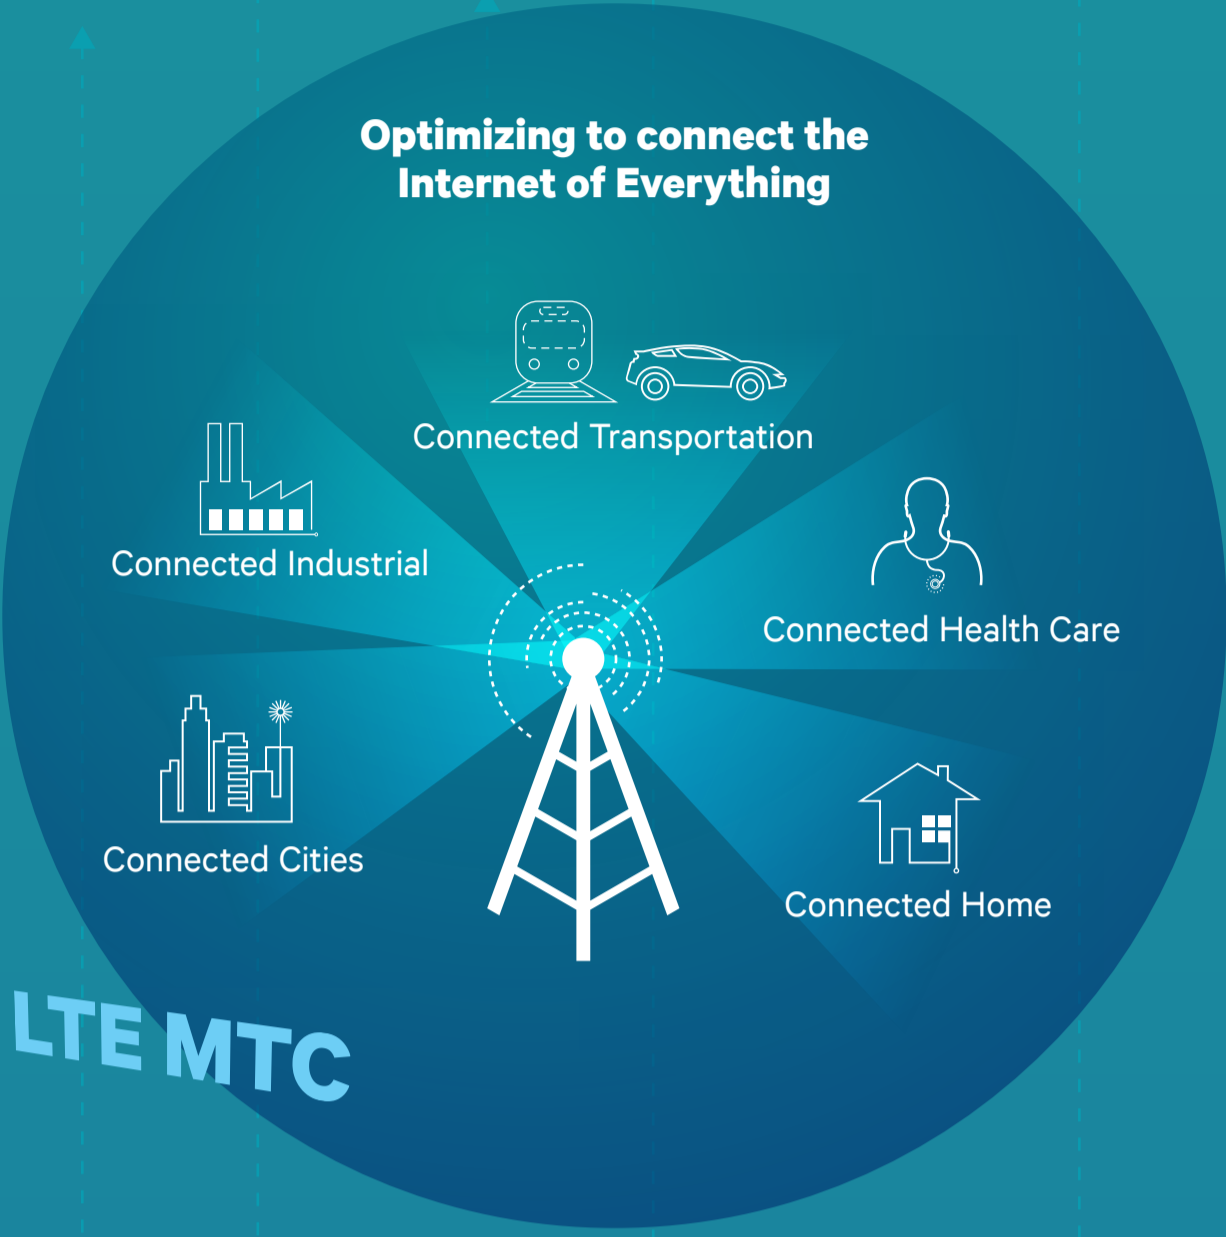 Optimizing to connect the
Internet of Everything
Connected Transportation
Connected Industrial
Connected Health Care
Connected Cities
Connected Home
LTE MTC